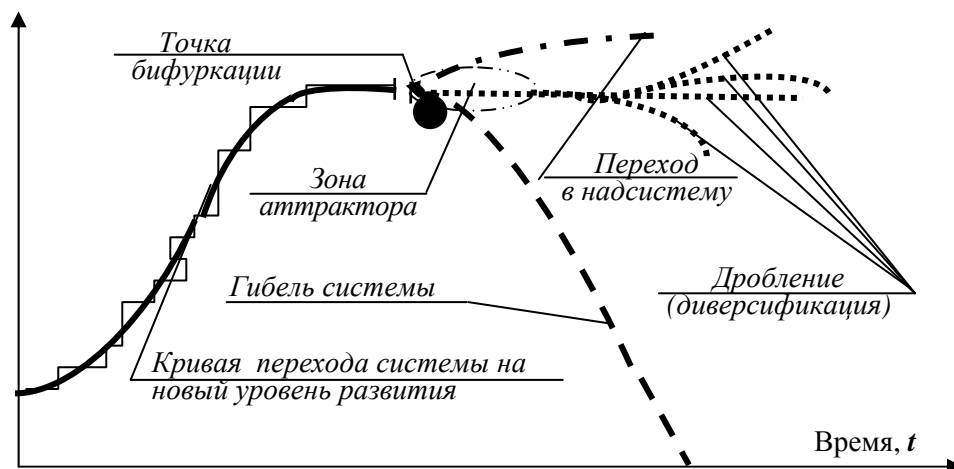 Точка
бифуркации
Зона
аттрактора
Переход
в надсистему
Гибель системы
Дробление
(диверсификация)
Кривая перехода системы на
новый уровень развития
Время, t